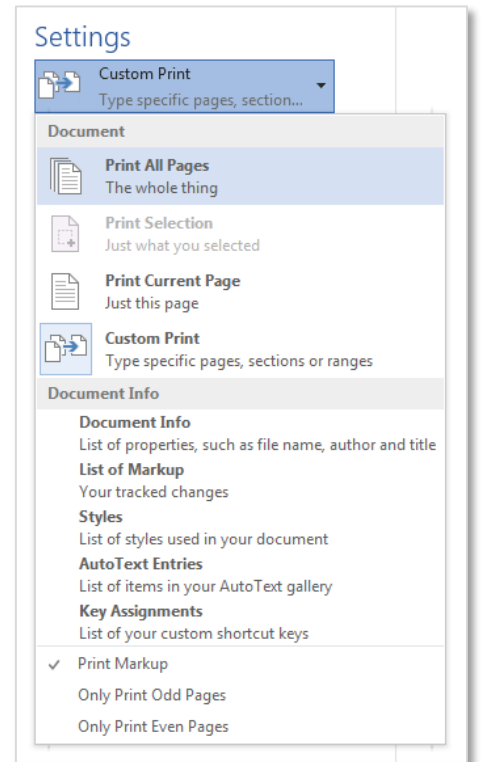 Settings
Custom Print
Type specific pages, section...
Document
Print All Pages
The whole thing
Print Selection
Just what you selected
Print Current Page
Just this page
Custom Print
Type specific pages, sections or ranges
Document Info
Document Info
List of properties, such as file name, author and title
List of Markup
Your tracked changes
Styles
List of styles used in your document
AutoText Entries
List of items in your AutoText gallery
Key Assignments
List of your custom shortcut keys
Print Markup
Only Print Odd Pages
Only Print Even Pages